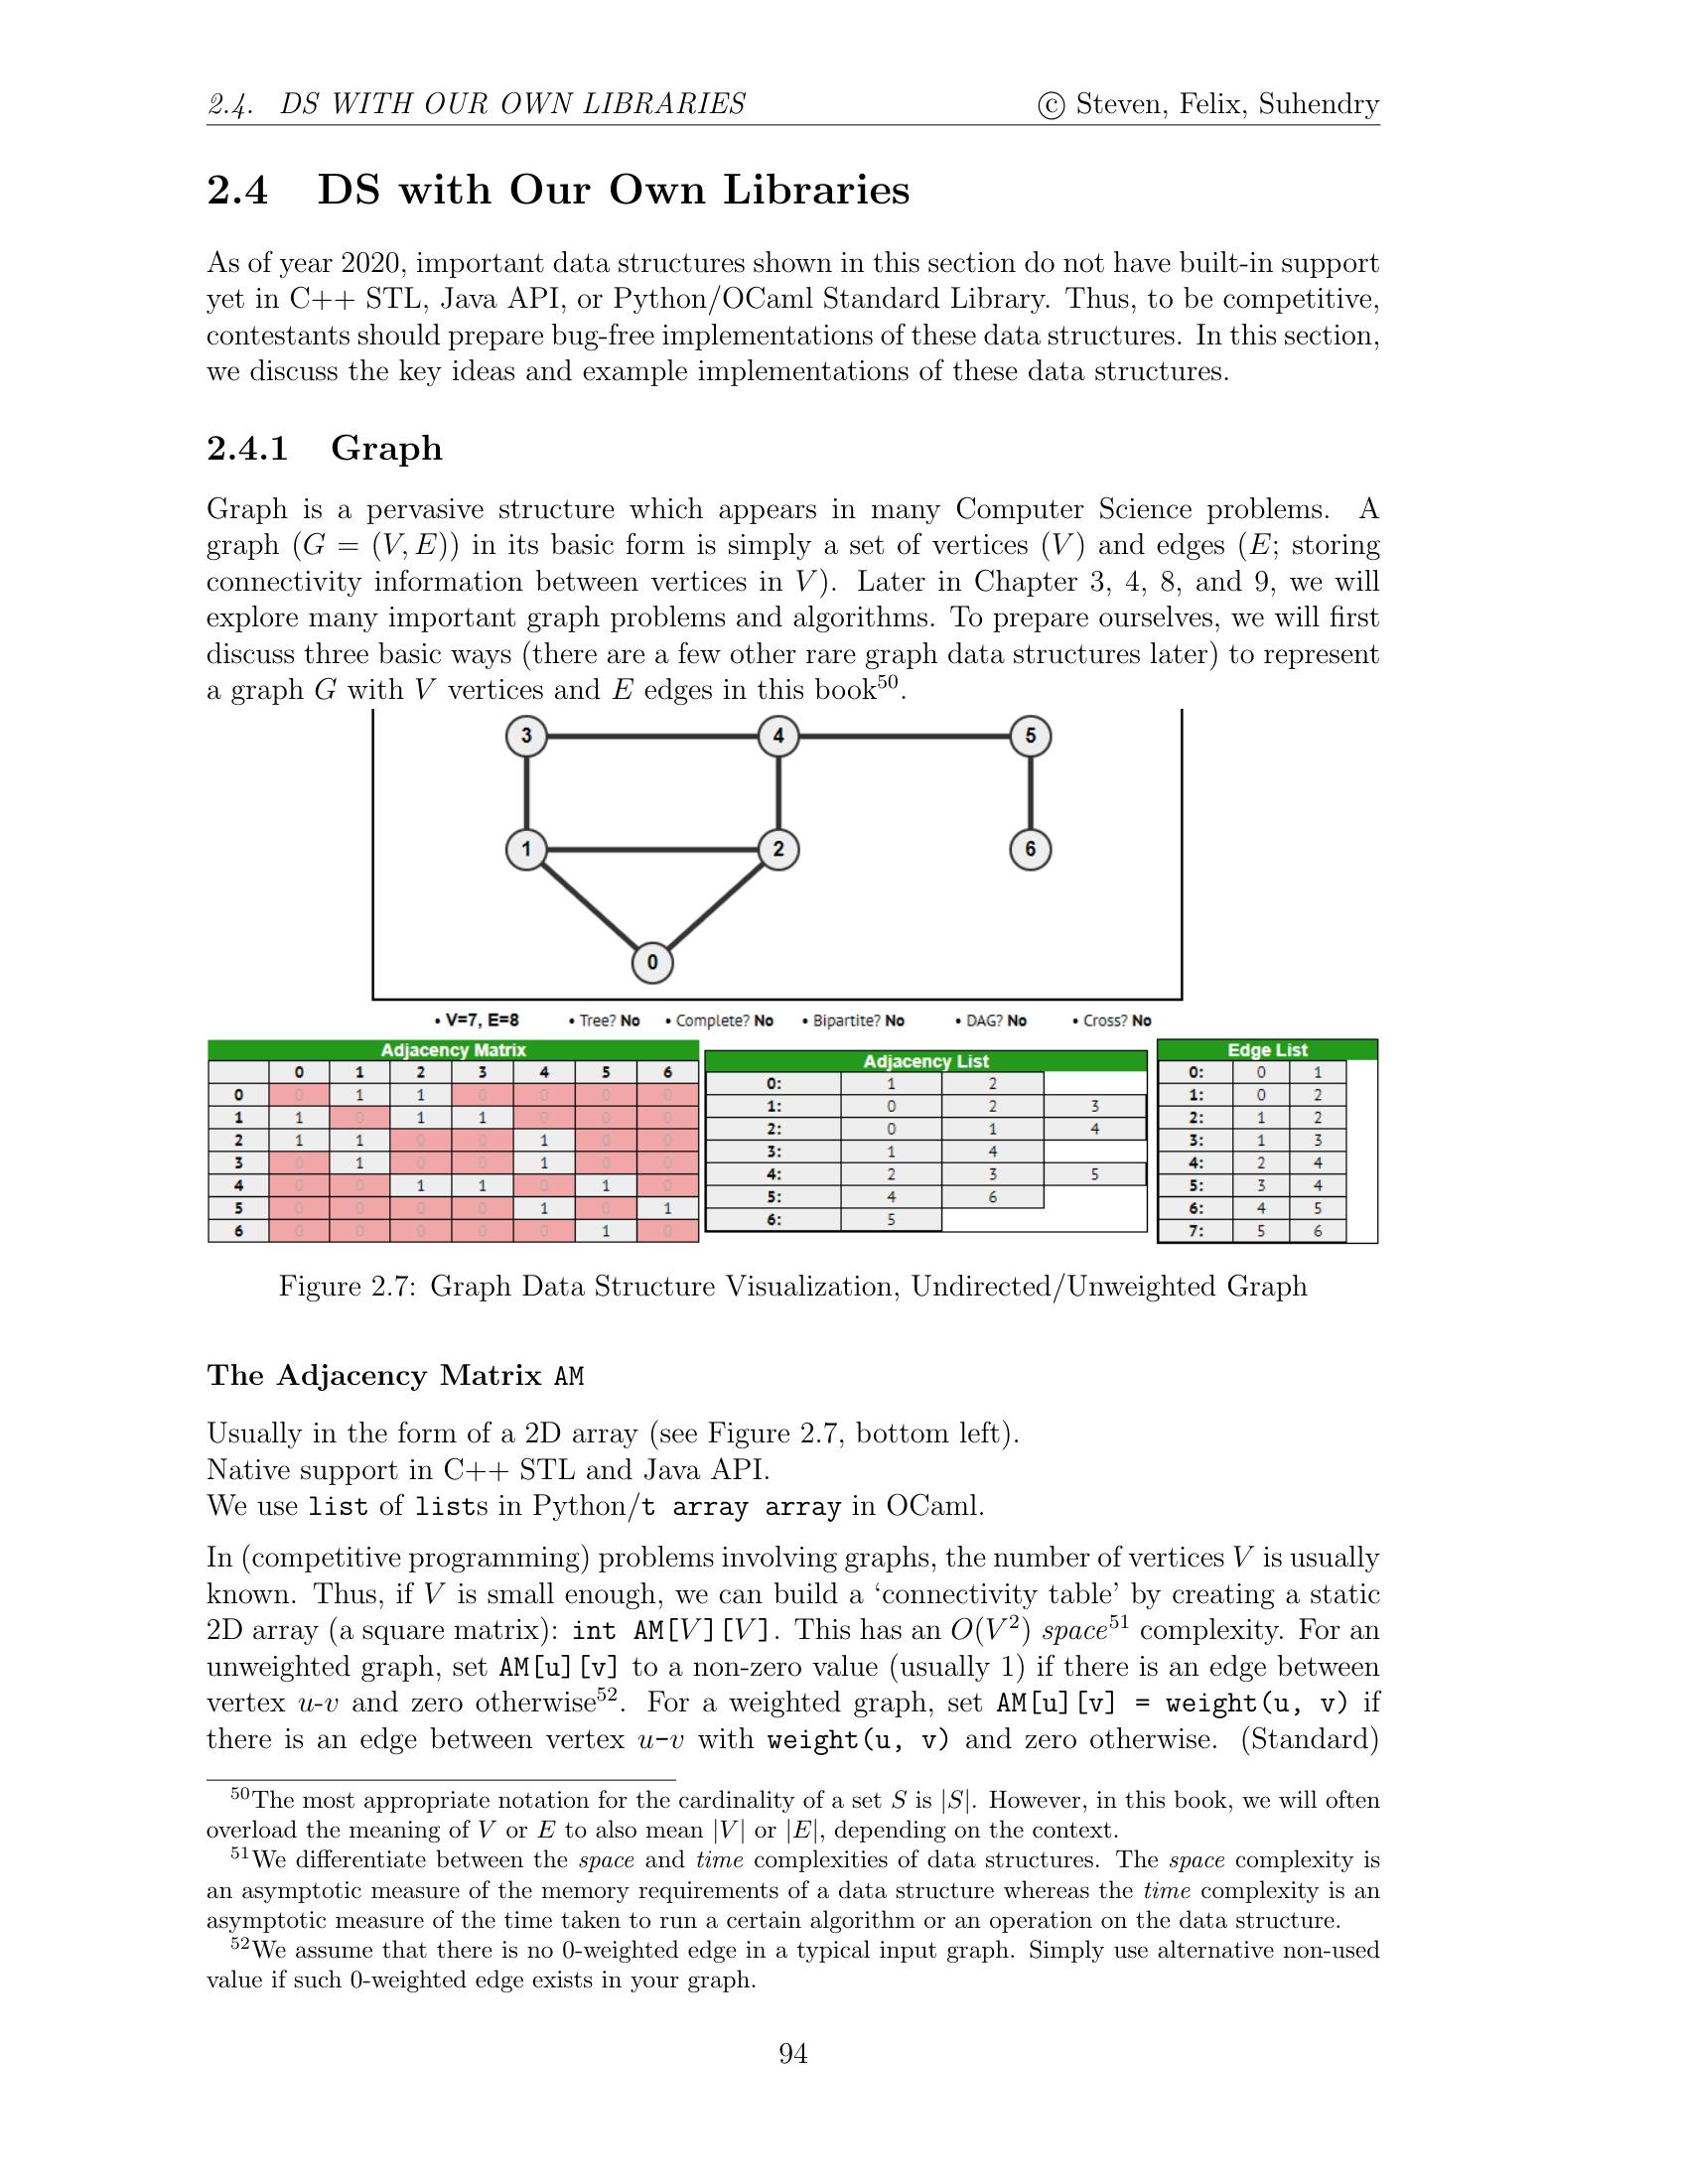 2.4. DS WITH OUR OWN LIBRARIES © Steven, Felix, Suhendry
2.4 DS with Our Own Libraries
As of year 2020, important data structures shown in this section do not have built-in support
yet in C++ STL, Java API, or Python/OCaml Standard Library. Thus, to be competitive,
contestants should prepare bug-free implementations of these data structures. In this section,
we discuss the key ideas and example implementations of these data structures.
2.4.1 Graph
Graph is a pervasive structure which appears in many Computer Science problems. A
graph (G = (V, E)) in its basic form is simply a set of vertices (V) and edges (E; storing
connectivity information between vertices in V). Later in Chapter 3, 4, 8, and 9, we will
explore many important graph problems and algorithms. To prepare ourselves, we will first
discuss three basic ways (there are a few other rare graph data structures later) to represent
a graph G with V vertices and E edges in this book⁵⁰.
3 4 5
1 2 6
0
• V=7, E=8 • Tree? No • Complete? No • Bipartite? No • DAG? No • Cross? No
Adjacency Matrix
0 1 2 3 4 5 6
0 0 1 1 0 0 0 0
1 1 0 1 1 0 0 0
2 1 1 0 0 1 0 0
3 0 1 0 0 1 0 0
4 0 0 1 1 0 1 0
5 0 0 0 0 1 0 1
6 0 0 0 0 0 1 0
Adjacency List
0: 1 2
1: 0 2 3
2: 0 1 4
3: 1 4
4: 2 3 5
5: 4 6
6: 5
Edge List
0: 0 1
1: 0 2
2: 1 2
3: 1 3
4: 2 4
5: 3 4
6: 4 5
7: 5 6
Figure 2.7: Graph Data Structure Visualization, Undirected/Unweighted Graph
The Adjacency Matrix AM
Usually in the form of a 2D array (see Figure 2.7, bottom left).
Native support in C++ STL and Java API.
We use list of lists in Python/t array array in OCaml.
In (competitive programming) problems involving graphs, the number of vertices V is usually
known. Thus, if V is small enough, we can build a ‘connectivity table’ by creating a static
2D array (a square matrix): int AM[V][V]. This has an O(V²) space⁵¹ complexity. For an
unweighted graph, set AM[u][v] to a non-zero value (usually 1) if there is an edge between
vertex u-v and zero otherwise⁵². For a weighted graph, set AM[u][v] = weight(u, v) if
there is an edge between vertex u-v with weight(u, v) and zero otherwise. (Standard)
⁵⁰The most appropriate notation for the cardinality of a set S is |S|. However, in this book, we will often
overload the meaning of V or E to also mean |V| or |E|, depending on the context.
⁵¹We differentiate between the space and time complexities of data structures. The space complexity is
an asymptotic measure of the memory requirements of a data structure whereas the time complexity is an
asymptotic measure of the time taken to run a certain algorithm or an operation on the data structure.
⁵²We assume that there is no 0-weighted edge in a typical input graph. Simply use alternative non-used
value if such 0-weighted edge exists in your graph.
94